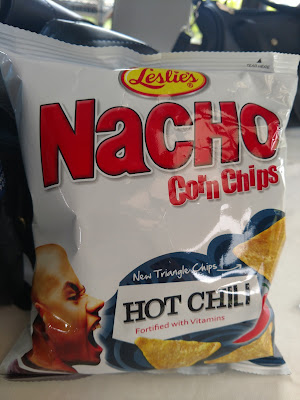 Leslie's®
NACHO
Corn Chips
New Triangle Chips!
HOT CHILI
Fortified with Vitamins